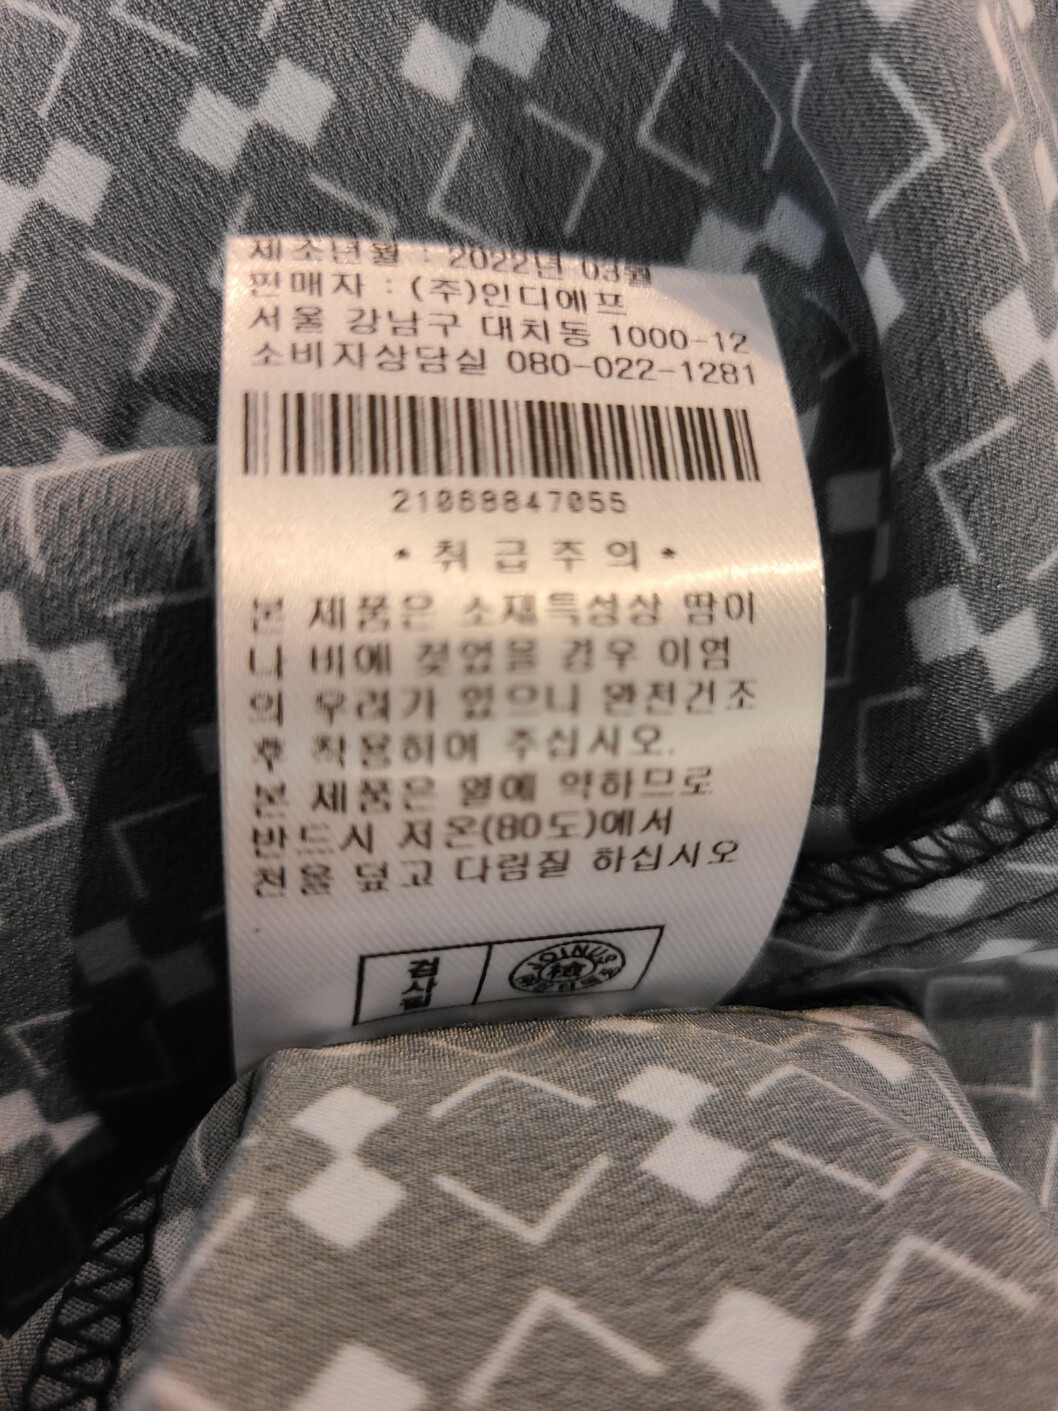 제조년월 : 2022년 03월
판매자 : (주)인디에프
서울 강남구 대치동 1000-12
소비자상담실 080-022-1281
21068847055
• 취 급 주 의 •
본 제품은 소재특성상 땀이
나 비에 젖었을 경우 이염
의 우려가 있으니 완전건조
후 착용하여 주십시오.
본 제품은 열에 약하므로
반드시 저온(80도)에서
천을 덮고 다림질 하십시오
검사필
JOINUS